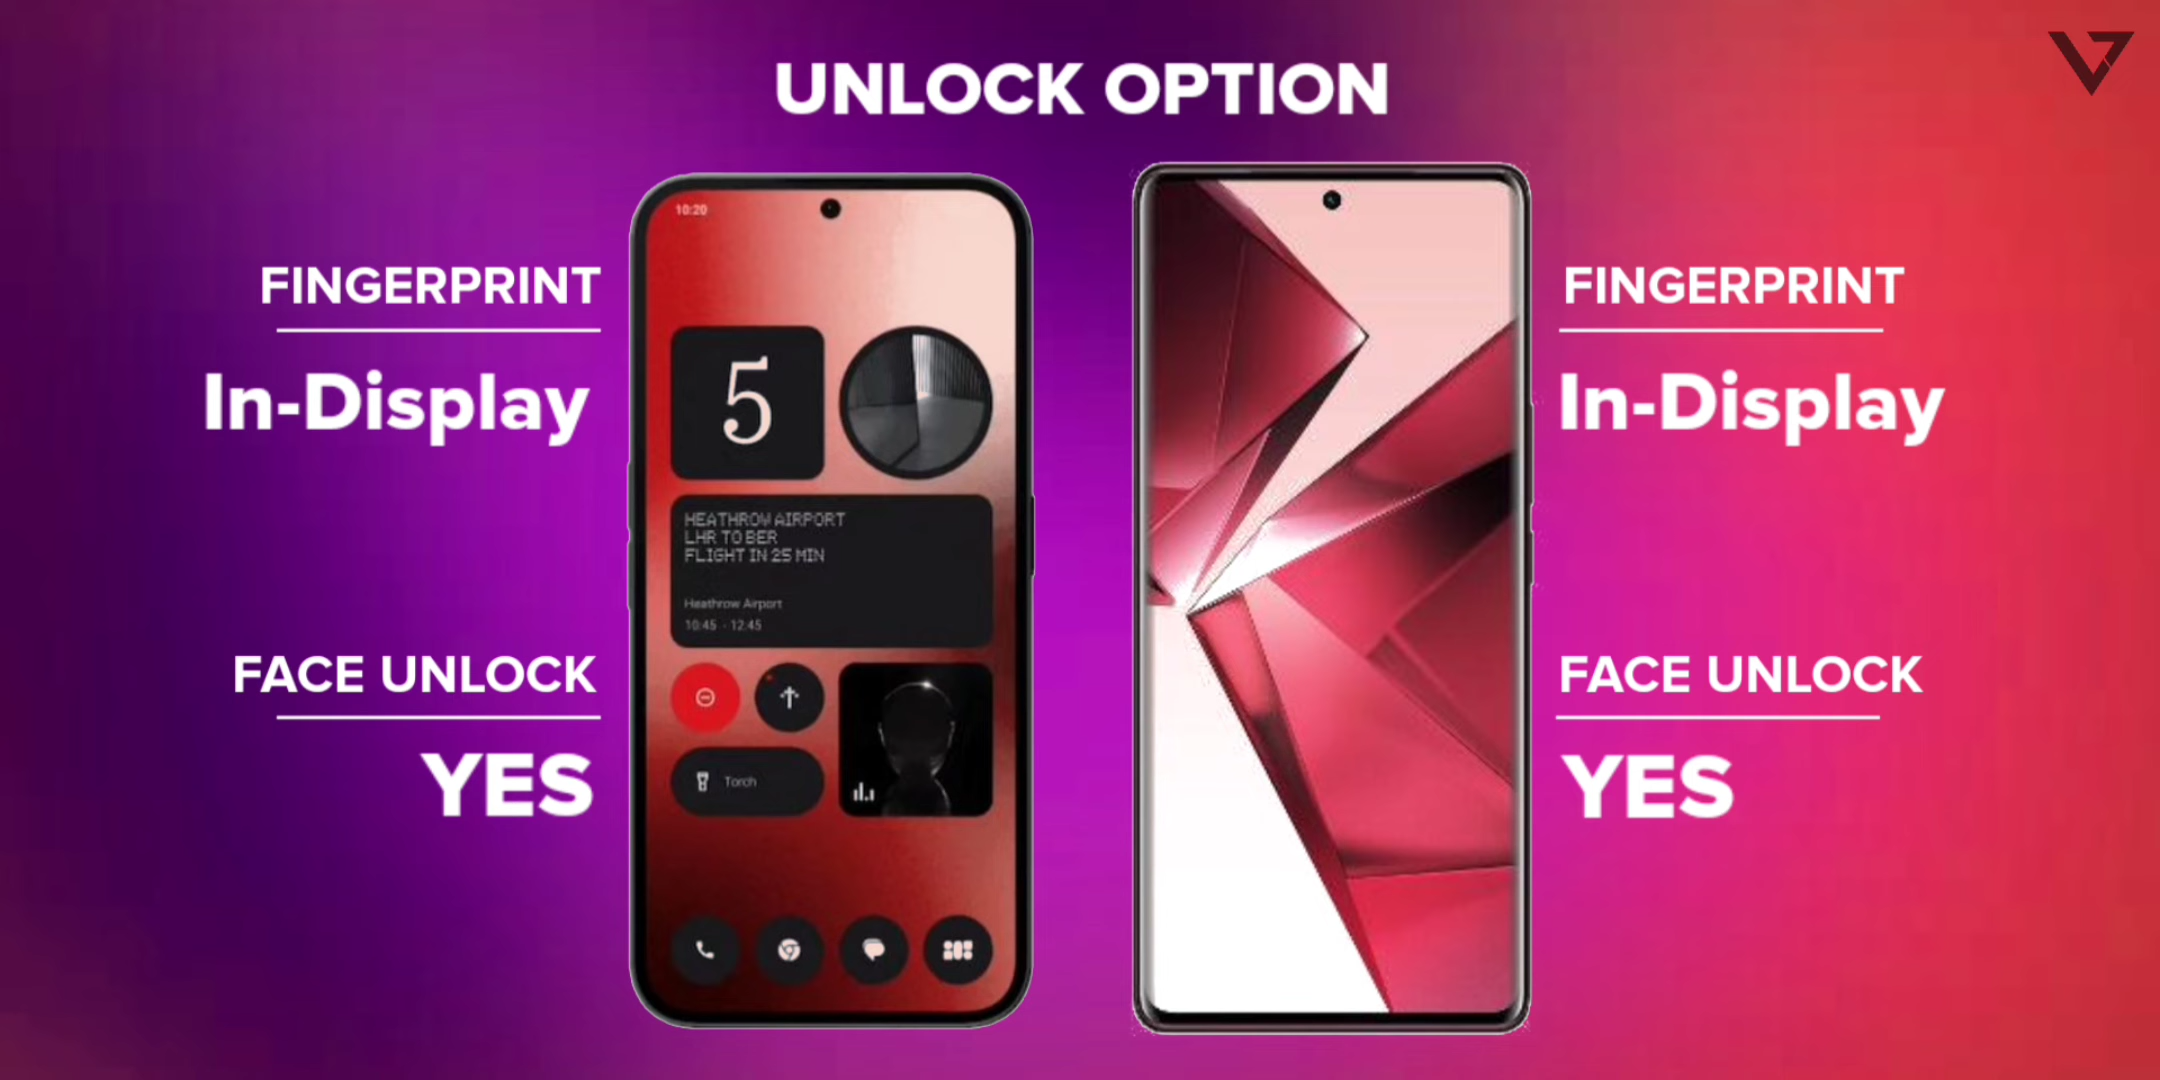 UNLOCK OPTION
FINGERPRINT
In-Display
FACE UNLOCK
YES
10:20
5
HEATHROW AIRPORT
LHR TO BER
FLIGHT IN 25 MIN
Heathrow Airport
10:45 - 12:45
Torch
FINGERPRINT
In-Display
FACE UNLOCK
YES